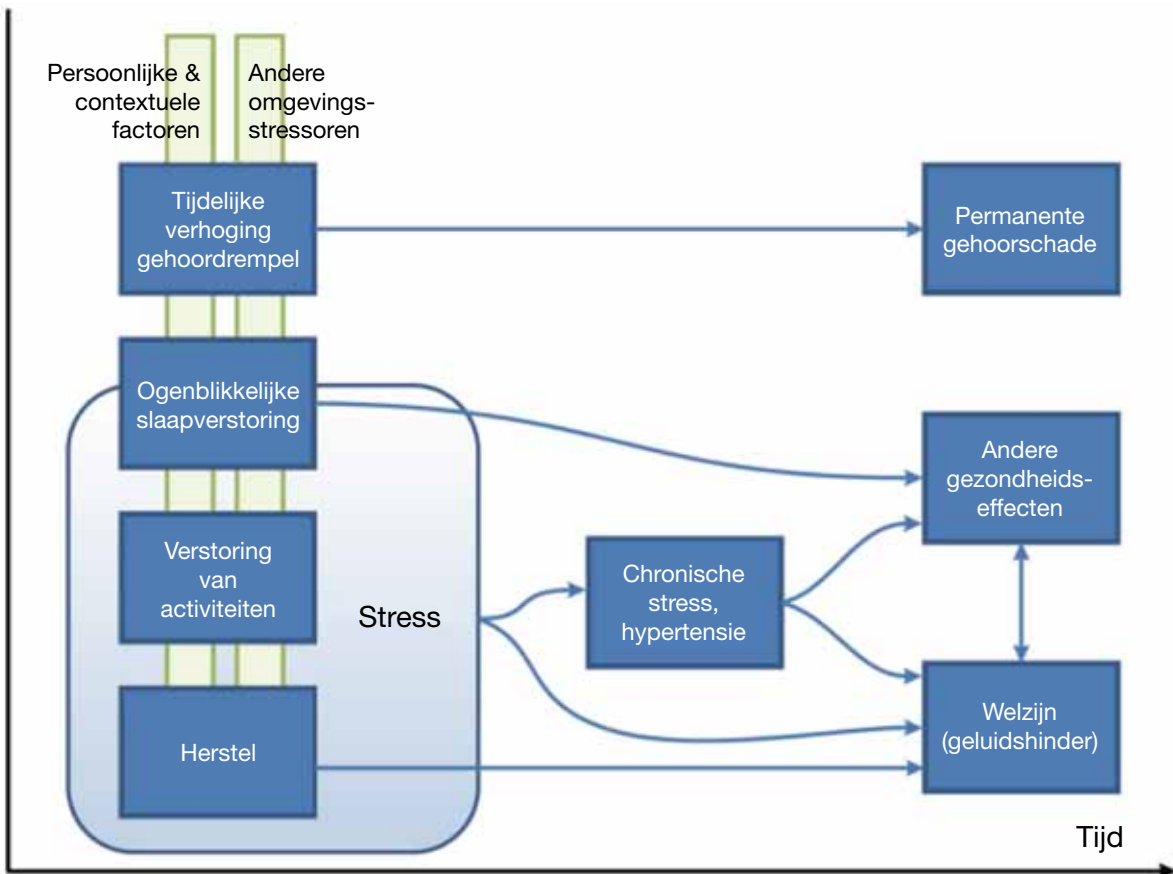 Persoonlijke &
contextuele
factoren
Andere
omgevings-
stressoren
Tijdelijke
verhoging
gehoordrempel
Permanente
gehoorschade
Ogenblikkelijke
slaapverstoring
Andere
gezondheids-
effecten
Verstoring
van
activiteiten
Stress
Chronische
stress,
hypertensie
Herstel
Welzijn
(geluidshinder)
Tijd